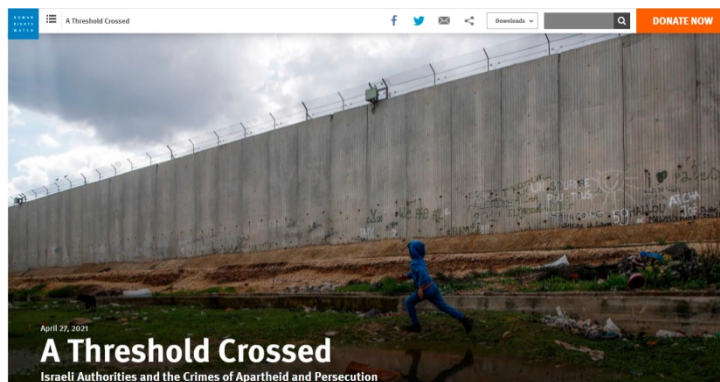 HUMAN
RIGHTS
WATCH
A Threshold Crossed
Downloads
DONATE NOW
April 27, 2021
A Threshold Crossed
Israeli Authorities and the Crimes of Apartheid and Persecution